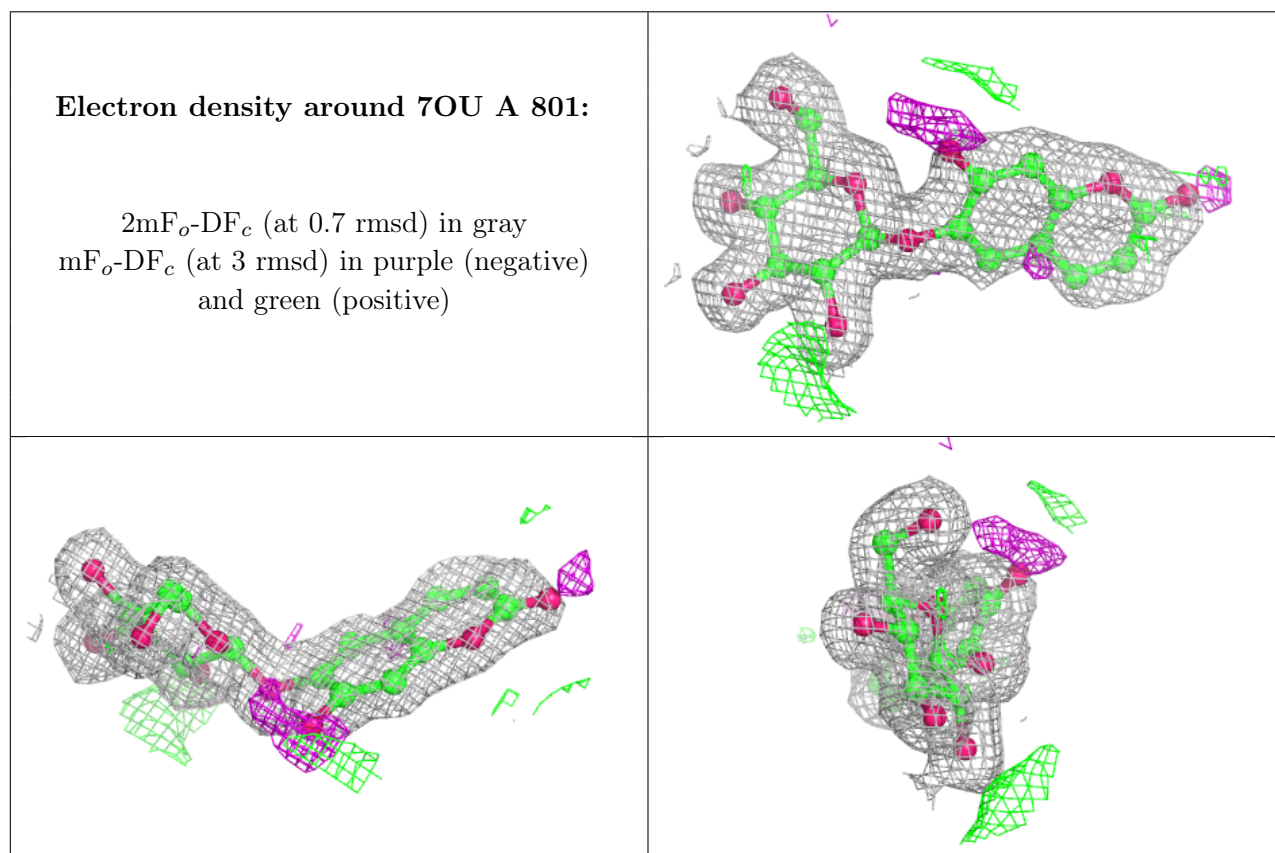 Electron density around 7OU A 801:
2mFo-DFc (at 0.7 rmsd) in gray
mFo-DFc (at 3 rmsd) in purple (negative)
and green (positive)